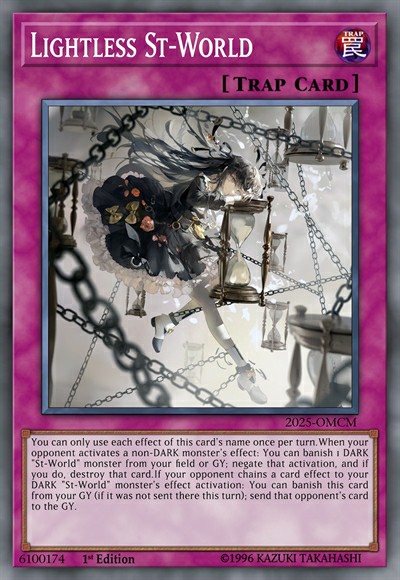 Lightless St-World
TRAP
罠
[Trap Card]
2025-OMCM
You can only use each effect of this card's name once per turn.When your
opponent activates a non-DARK monster's effect: You can banish 1 DARK
"St-World" monster from your field or GY; negate that activation, and if
you do, destroy that card.If your opponent chains a card effect to your
DARK "St-World" monster's effect activation: You can banish this card
from your GY (if it was not sent there this turn); send that opponent's card
to the GY.
6100174 1st Edition ©1996 KAZUKI TAKAHASHI